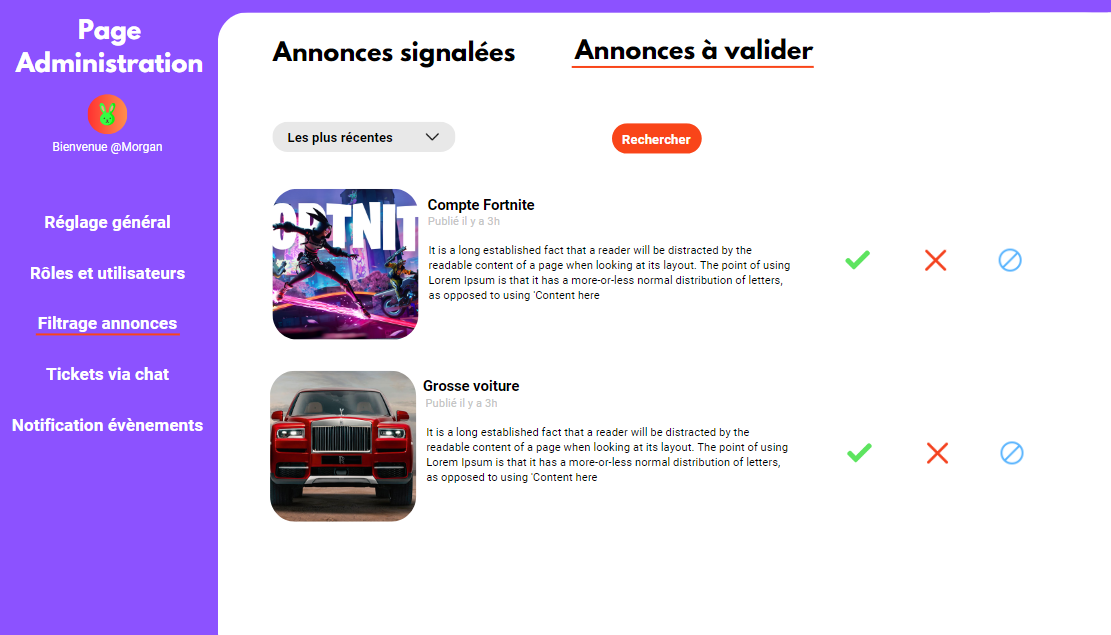 Page
Administration
Bienvenue @Morgan
Réglage général
Rôles et utilisateurs
Filtrage annonces
Tickets via chat
Notification évènements
Annonces signalées
Annonces à valider
Les plus récentes
Rechercher
ORTNIT
Compte Fortnite
Publié il y a 3h
It is a long established fact that a reader will be distracted by the
readable content of a page when looking at its layout. The point of using
Lorem Ipsum is that it has a more-or-less normal distribution of letters,
as opposed to using 'Content here
Grosse voiture
Publié il y a 3h
It is a long established fact that a reader will be distracted by the
readable content of a page when looking at its layout. The point of using
Lorem Ipsum is that it has a more-or-less normal distribution of letters,
as opposed to using 'Content here